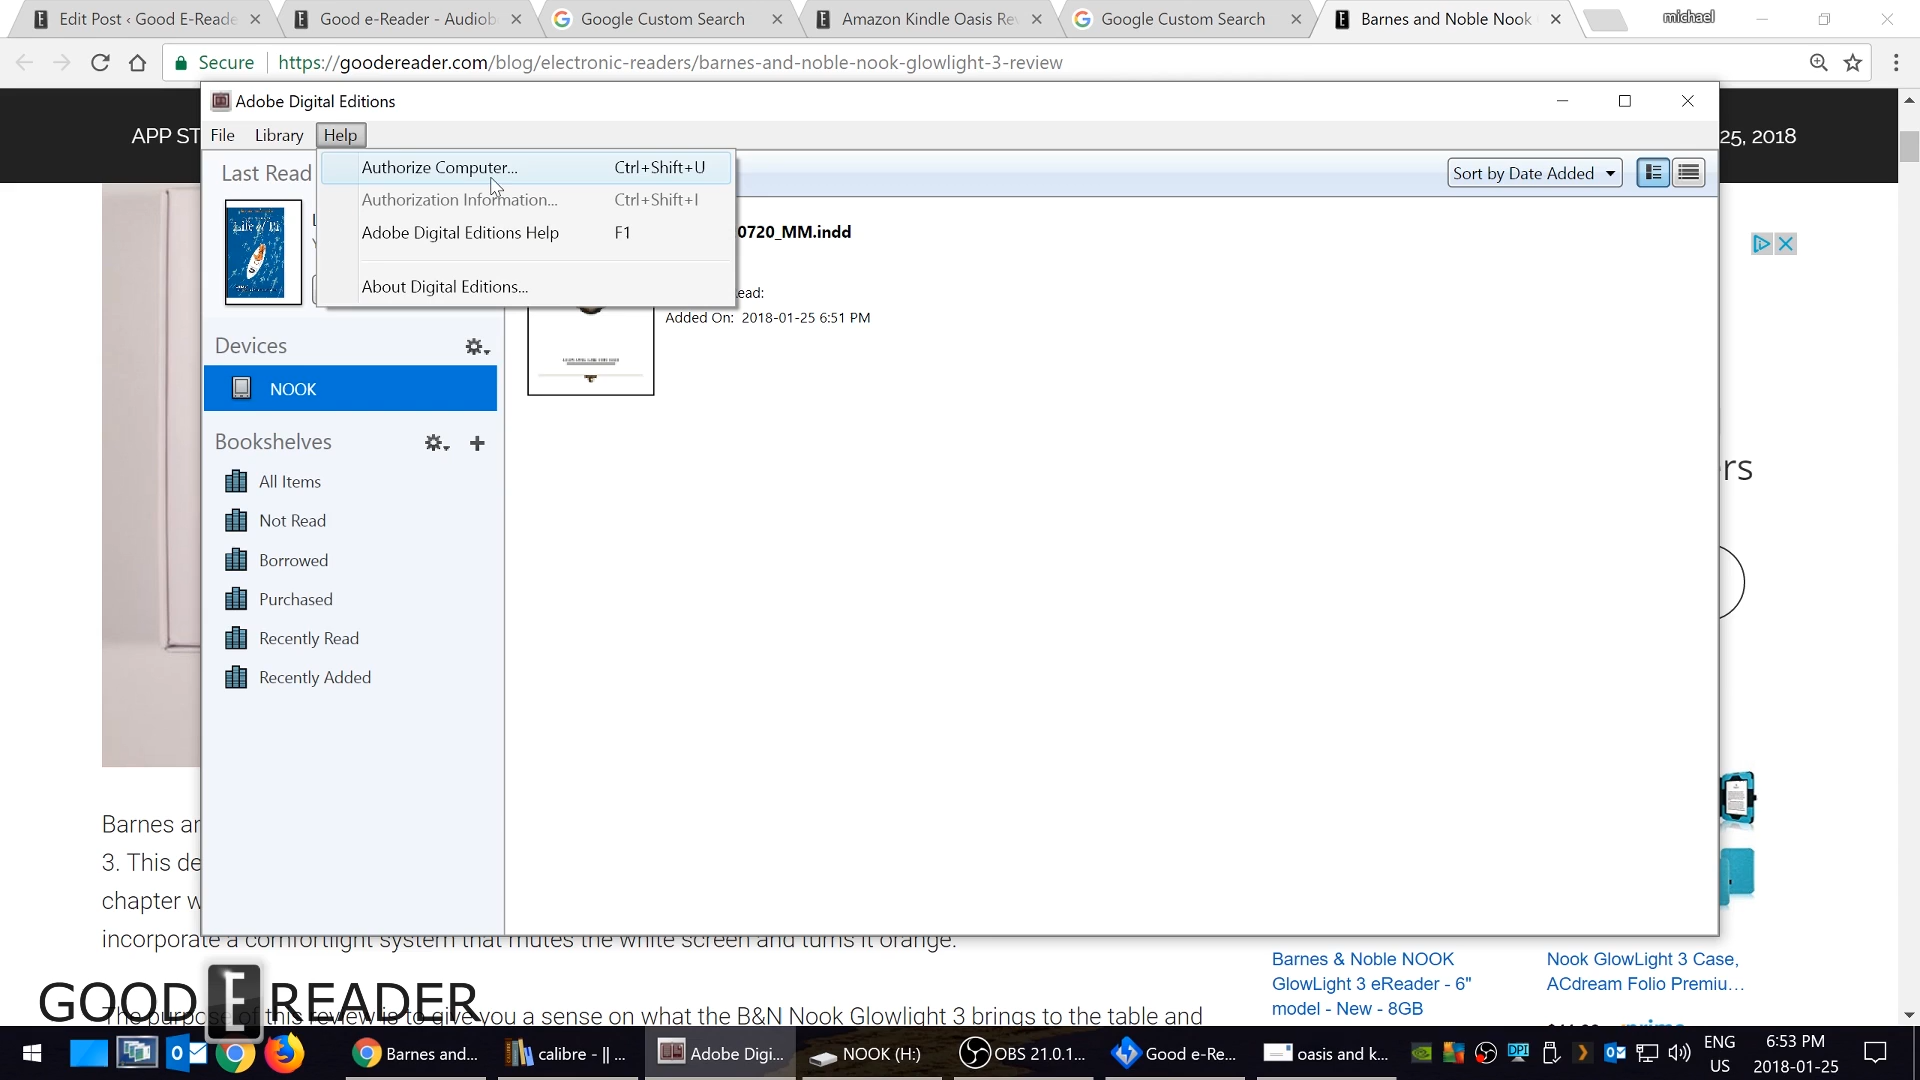 Edit Post ‹ Good E-Reade
Good e-Reader - Audiob
Google Custom Search
Amazon Kindle Oasis Re
Google Custom Search
Barnes and Noble Nook
michael
Secure
https://goodereader.com/blog/electronic-readers/barnes-and-noble-nook-glowlight-3-review
APP ST
25, 2018
Adobe Digital Editions
File Library Help
Last Read
Authorize Computer... Ctrl+Shift+U
Authorization Information... Ctrl+Shift+I
Adobe Digital Editions Help F1
About Digital Editions...
Sort by Date Added
0720_MM.indd
ead:
Added On: 2018-01-25 6:51 PM
Life of Pi
Devices
NOOK
Bookshelves
All Items
Not Read
Borrowed
Purchased
Recently Read
Recently Added
rs
Barnes ar
3. This de
chapter w
incorporate a comfortlight system that mutes the white screen and turns it orange.
Barnes & Noble NOOK
GlowLight 3 eReader - 6"
model - New - 8GB
Nook GlowLight 3 Case,
ACdream Folio Premiu...
GOOD E READER
The purpose of this review is to give you a sense on what the B&N Nook Glowlight 3 brings to the table and
prime
Barnes and...
calibre - || ...
Adobe Digi...
NOOK (H:)
OBS 21.0.1...
Good e-Re...
oasis and k...
DPI
ENG
US
6:53 PM
2018-01-25